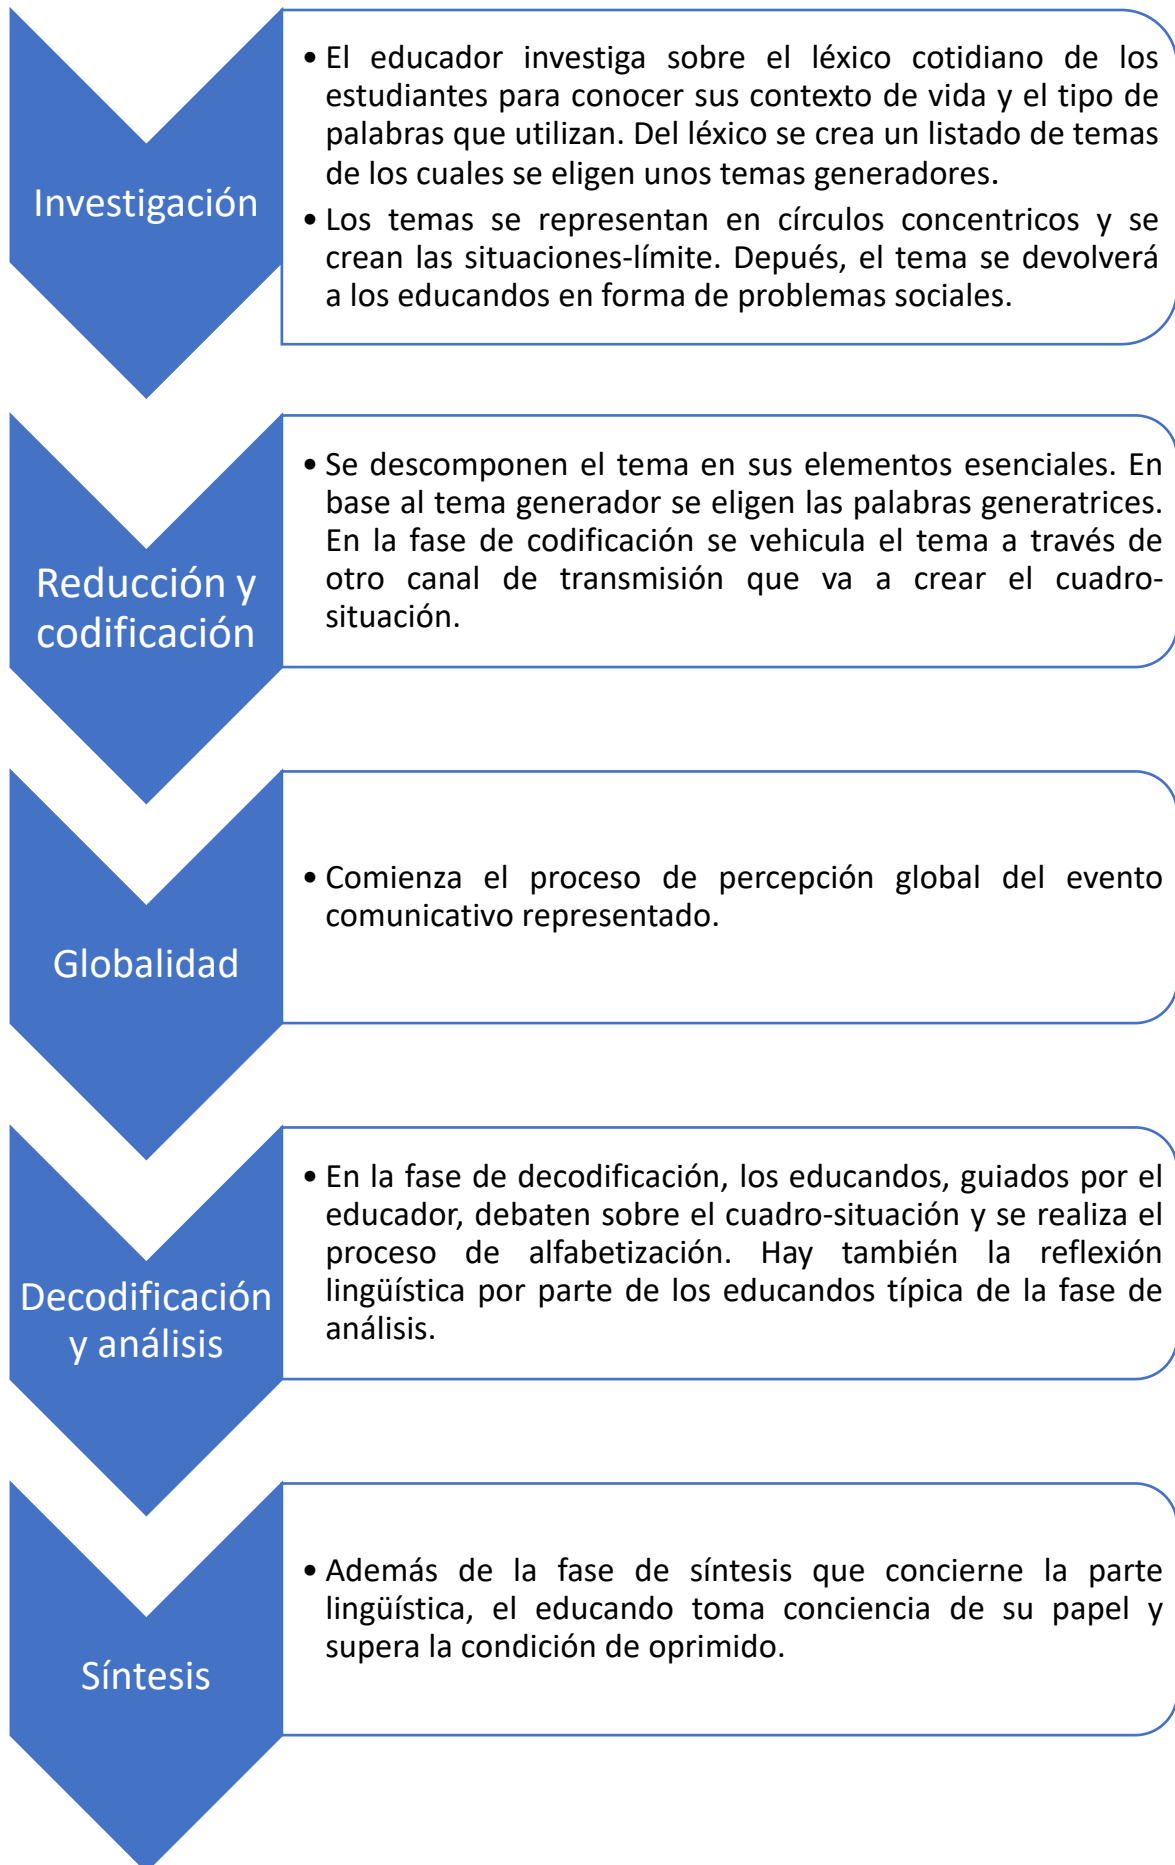 Investigación
• El educador investiga sobre el léxico cotidiano de los
estudiantes para conocer sus contexto de vida y el tipo de
palabras que utilizan. Del léxico se crea un listado de temas
de los cuales se eligen unos temas generadores.
• Los temas se representan en círculos concentricos y se
crean las situaciones-límite. Depués, el tema se devolverá
a los educandos en forma de problemas sociales.
Reducción y
codificación
• Se descomponen el tema en sus elementos esenciales. En
base al tema generador se eligen las palabras generatrices.
En la fase de codificación se vehicula el tema a través de
otro canal de transmisión que va a crear el cuadro-
situación.
Globalidad
• Comienza el proceso de percepción global del evento
comunicativo representado.
Decodificación
y análisis
• En la fase de decodificación, los educandos, guiados por el
educador, debaten sobre el cuadro-situación y se realiza el
proceso de alfabetización. Hay también la reflexión
lingüística por parte de los educandos típica de la fase de
análisis.
Síntesis
• Además de la fase de síntesis que concierne la parte
lingüística, el educando toma conciencia de su papel y
supera la condición de oprimido.